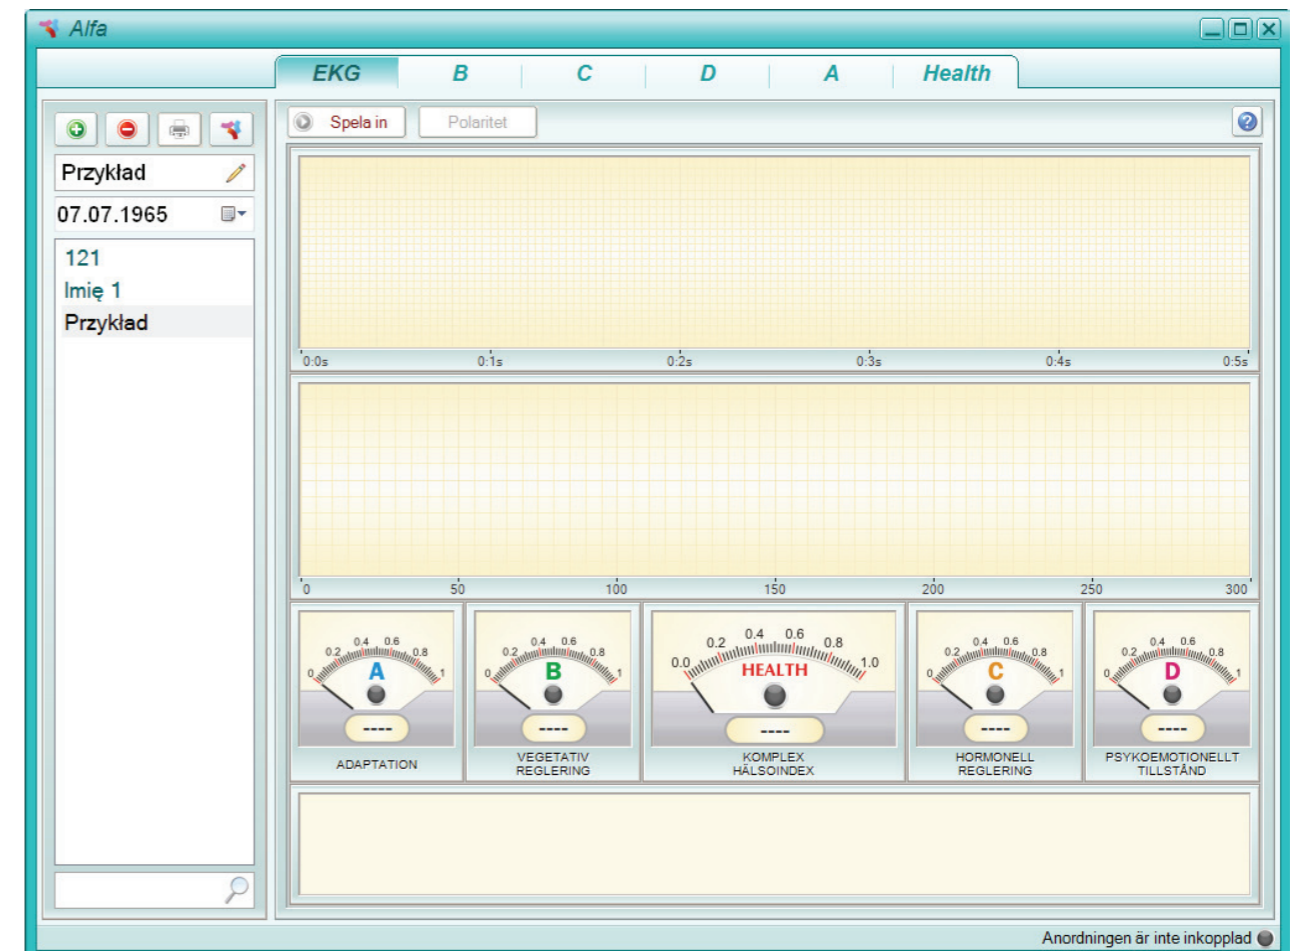 Alfa
EKG B C D A Health
Spela in Polaritet
Przykład
07.07.1965
121
Imię 1
Przykład
0:0s 0:1s 0:2s 0:3s 0:4s 0:5s
0 50 100 150 200 250 300
0 0.2 0.4 0.6 0.8 1
A
----
ADAPTATION
0 0.2 0.4 0.6 0.8 1
B
----
VEGETATIV
REGLERING
0.0 0.2 0.4 0.6 0.8 1.0
HEALTH
----
KOMPLEX
HÄLSOINDEX
0 0.2 0.4 0.6 0.8 1
C
----
HORMONELL
REGLERING
0 0.2 0.4 0.6 0.8 1
D
----
PSYKOEMOTIONELLT
TILLSTÅND
Anordningen är inte inkopplad